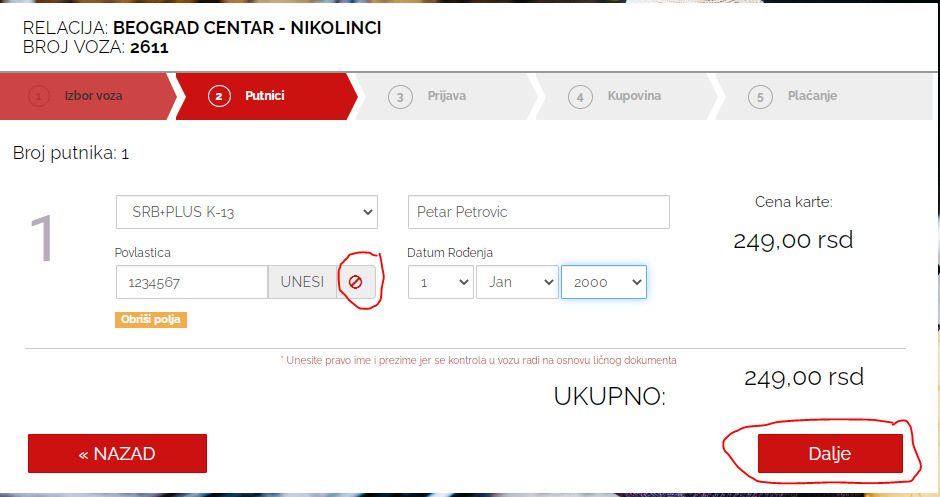 RELACIJA: BEOGRAD CENTAR - NIKOLINCI
BROJ VOZA: 2611
1 Izbor voza 2 Putnici 3 Prijava 4 Kupovina 5 Plaćanje
Broj putnika: 1
1
SRB+PLUS K-13
Petar Petrovic
Cena karte:
249,00 rsd
Povlastica
Datum Rođenja
1234567 UNESI
1 Jan 2000
Obriši polja
* Unesite pravo ime i prezime jer se kontrola u vozu radi na osnovu ličnog dokumenta
UKUPNO: 249,00 rsd
« NAZAD
Dalje